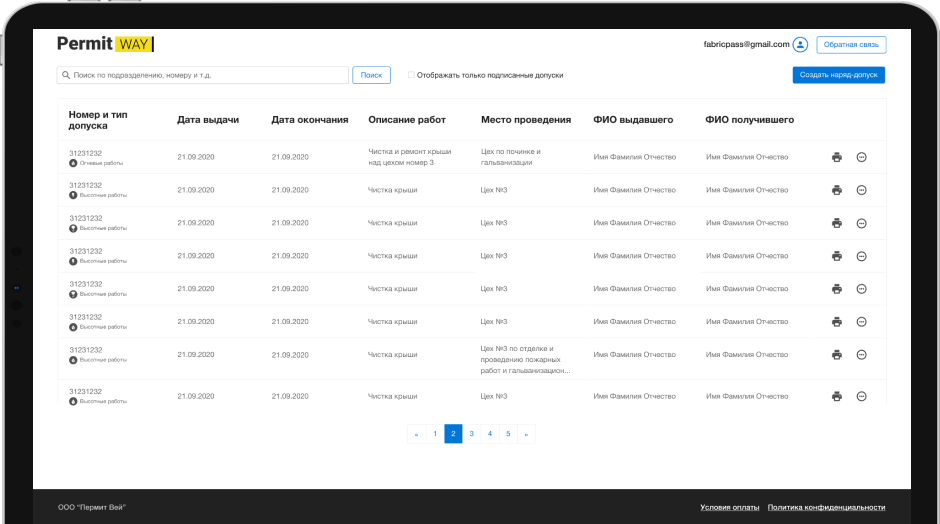 Permit WAY
fabricpass@gmail.com
Обратная связь
Поиск по подразделению, номеру и т.д.
Поиск
Отображать только подписанные допуски
Создать наряд-допуск
Номер и тип
допуска
Дата выдачи
Дата окончания
Описание работ
Место проведения
ФИО выдавшего
ФИО получившего
31231232
Огневые работы
21.09.2020
21.09.2020
Чистка и ремонт крыши
над цехом номер 3
Цех по починке и
гальванизации
Имя Фамилия Отчество
Имя Фамилия Отчество
31231232
Высотные работы
21.09.2020
21.09.2020
Чистка крыши
Цех №3
Имя Фамилия Отчество
Имя Фамилия Отчество
31231232
Высотные работы
21.09.2020
21.09.2020
Чистка крыши
Цех №3
Имя Фамилия Отчество
Имя Фамилия Отчество
31231232
Высотные работы
21.09.2020
21.09.2020
Чистка крыши
Цех №3
Имя Фамилия Отчество
Имя Фамилия Отчество
31231232
Высотные работы
21.09.2020
21.09.2020
Чистка крыши
Цех №3
Имя Фамилия Отчество
Имя Фамилия Отчество
31231232
Высотные работы
21.09.2020
21.09.2020
Чистка крыши
Цех №3
Имя Фамилия Отчество
Имя Фамилия Отчество
31231232
Высотные работы
21.09.2020
21.09.2020
Чистка крыши
Цех №3 по отделке и
проведению пожарных
работ и гальванизацион...
Имя Фамилия Отчество
Имя Фамилия Отчество
31231232
Высотные работы
21.09.2020
21.09.2020
Чистка крыши
Цех №3
Имя Фамилия Отчество
Имя Фамилия Отчество
« 1 2 3 4 5 »
ООО "Пермит Вей"
Условия оплаты
Политика конфиденциальности